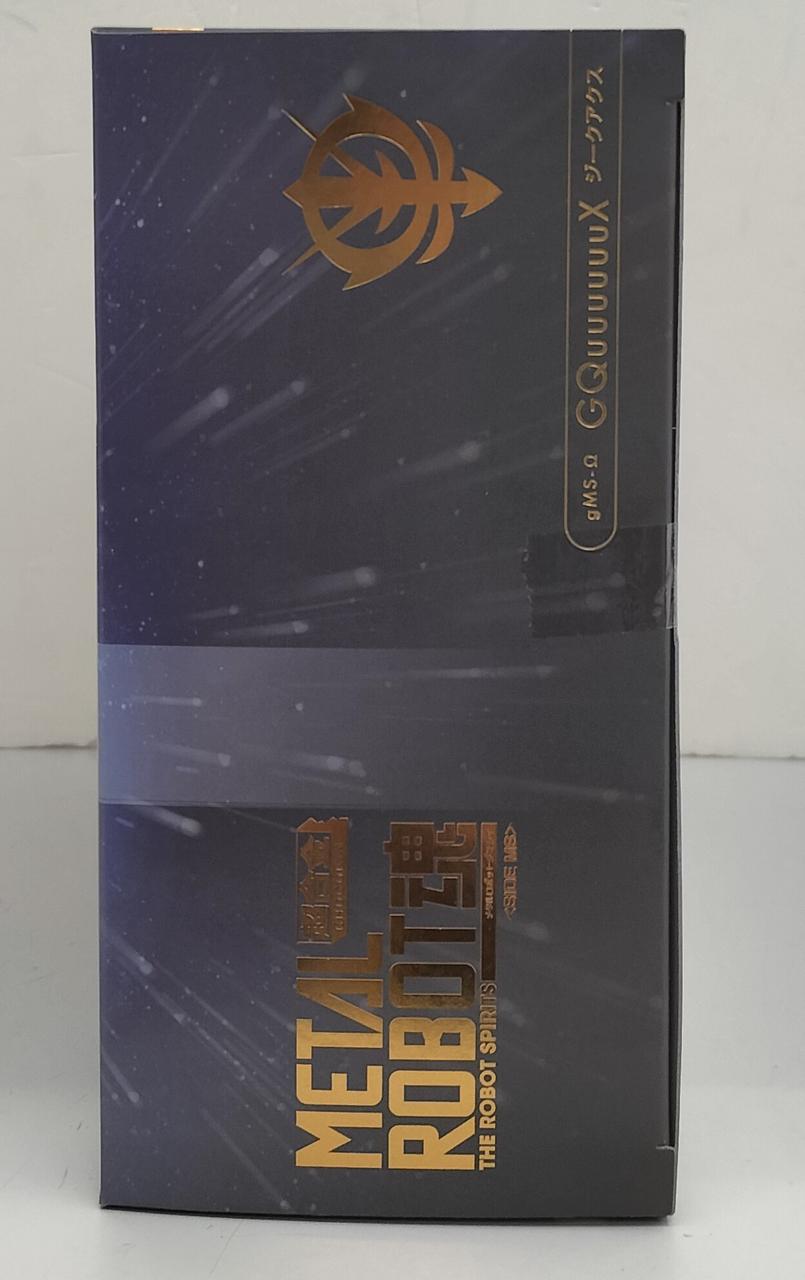 超合金
METAL
ROBOT魂
THE ROBOT SPIRITS
<SIDE MS>
gMS-Ω GQuuuuuuX ジークアクス